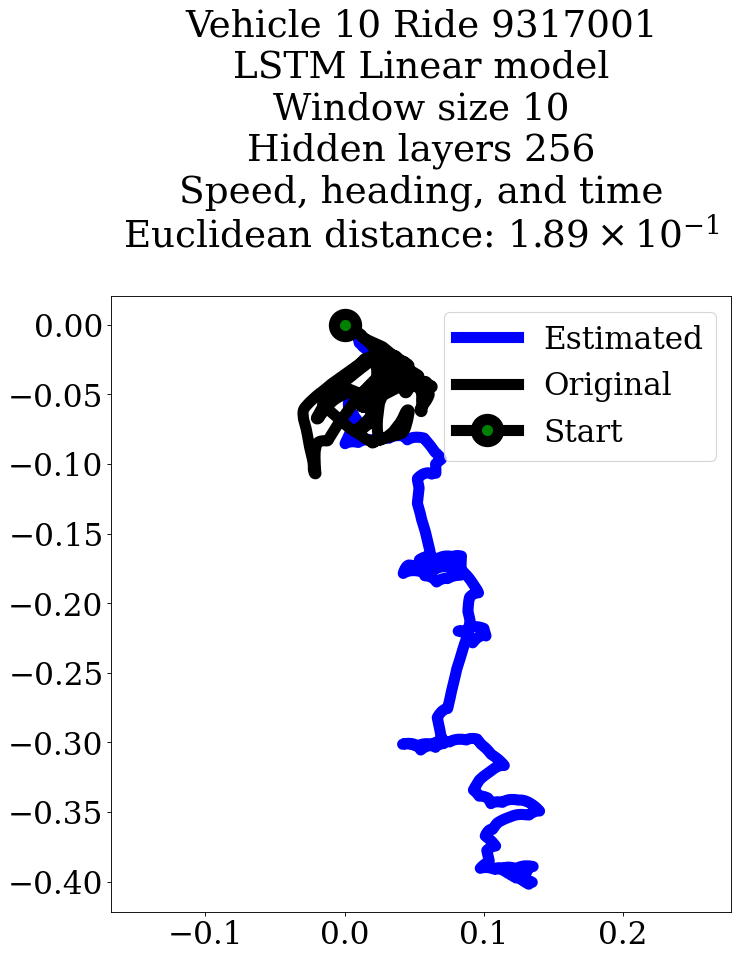 Vehicle 10 Ride 9317001
LSTM Linear model
Window size 10
Hidden layers 256
Speed, heading, and time
Euclidean distance: 1.89 × 10⁻¹
Estimated
Original
Start
0.00
−0.05
−0.10
−0.15
−0.20
−0.25
−0.30
−0.35
−0.40
−0.1 0.0 0.1 0.2